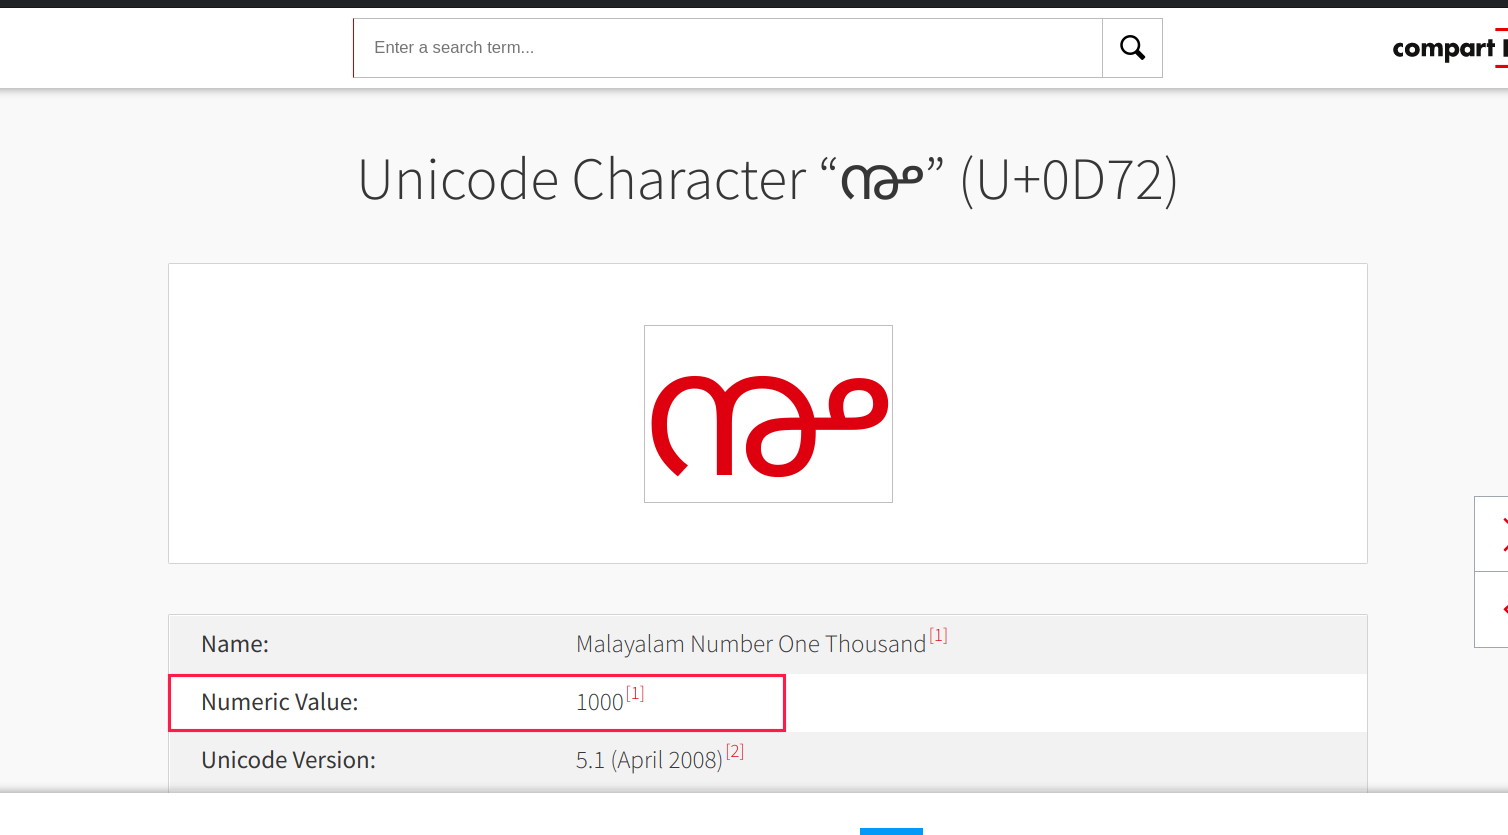 Enter a search term...
compart
Unicode Character “൲” (U+0D72)
൲
Name: Malayalam Number One Thousand[1]
Numeric Value: 1000[1]
Unicode Version: 5.1 (April 2008)[2]